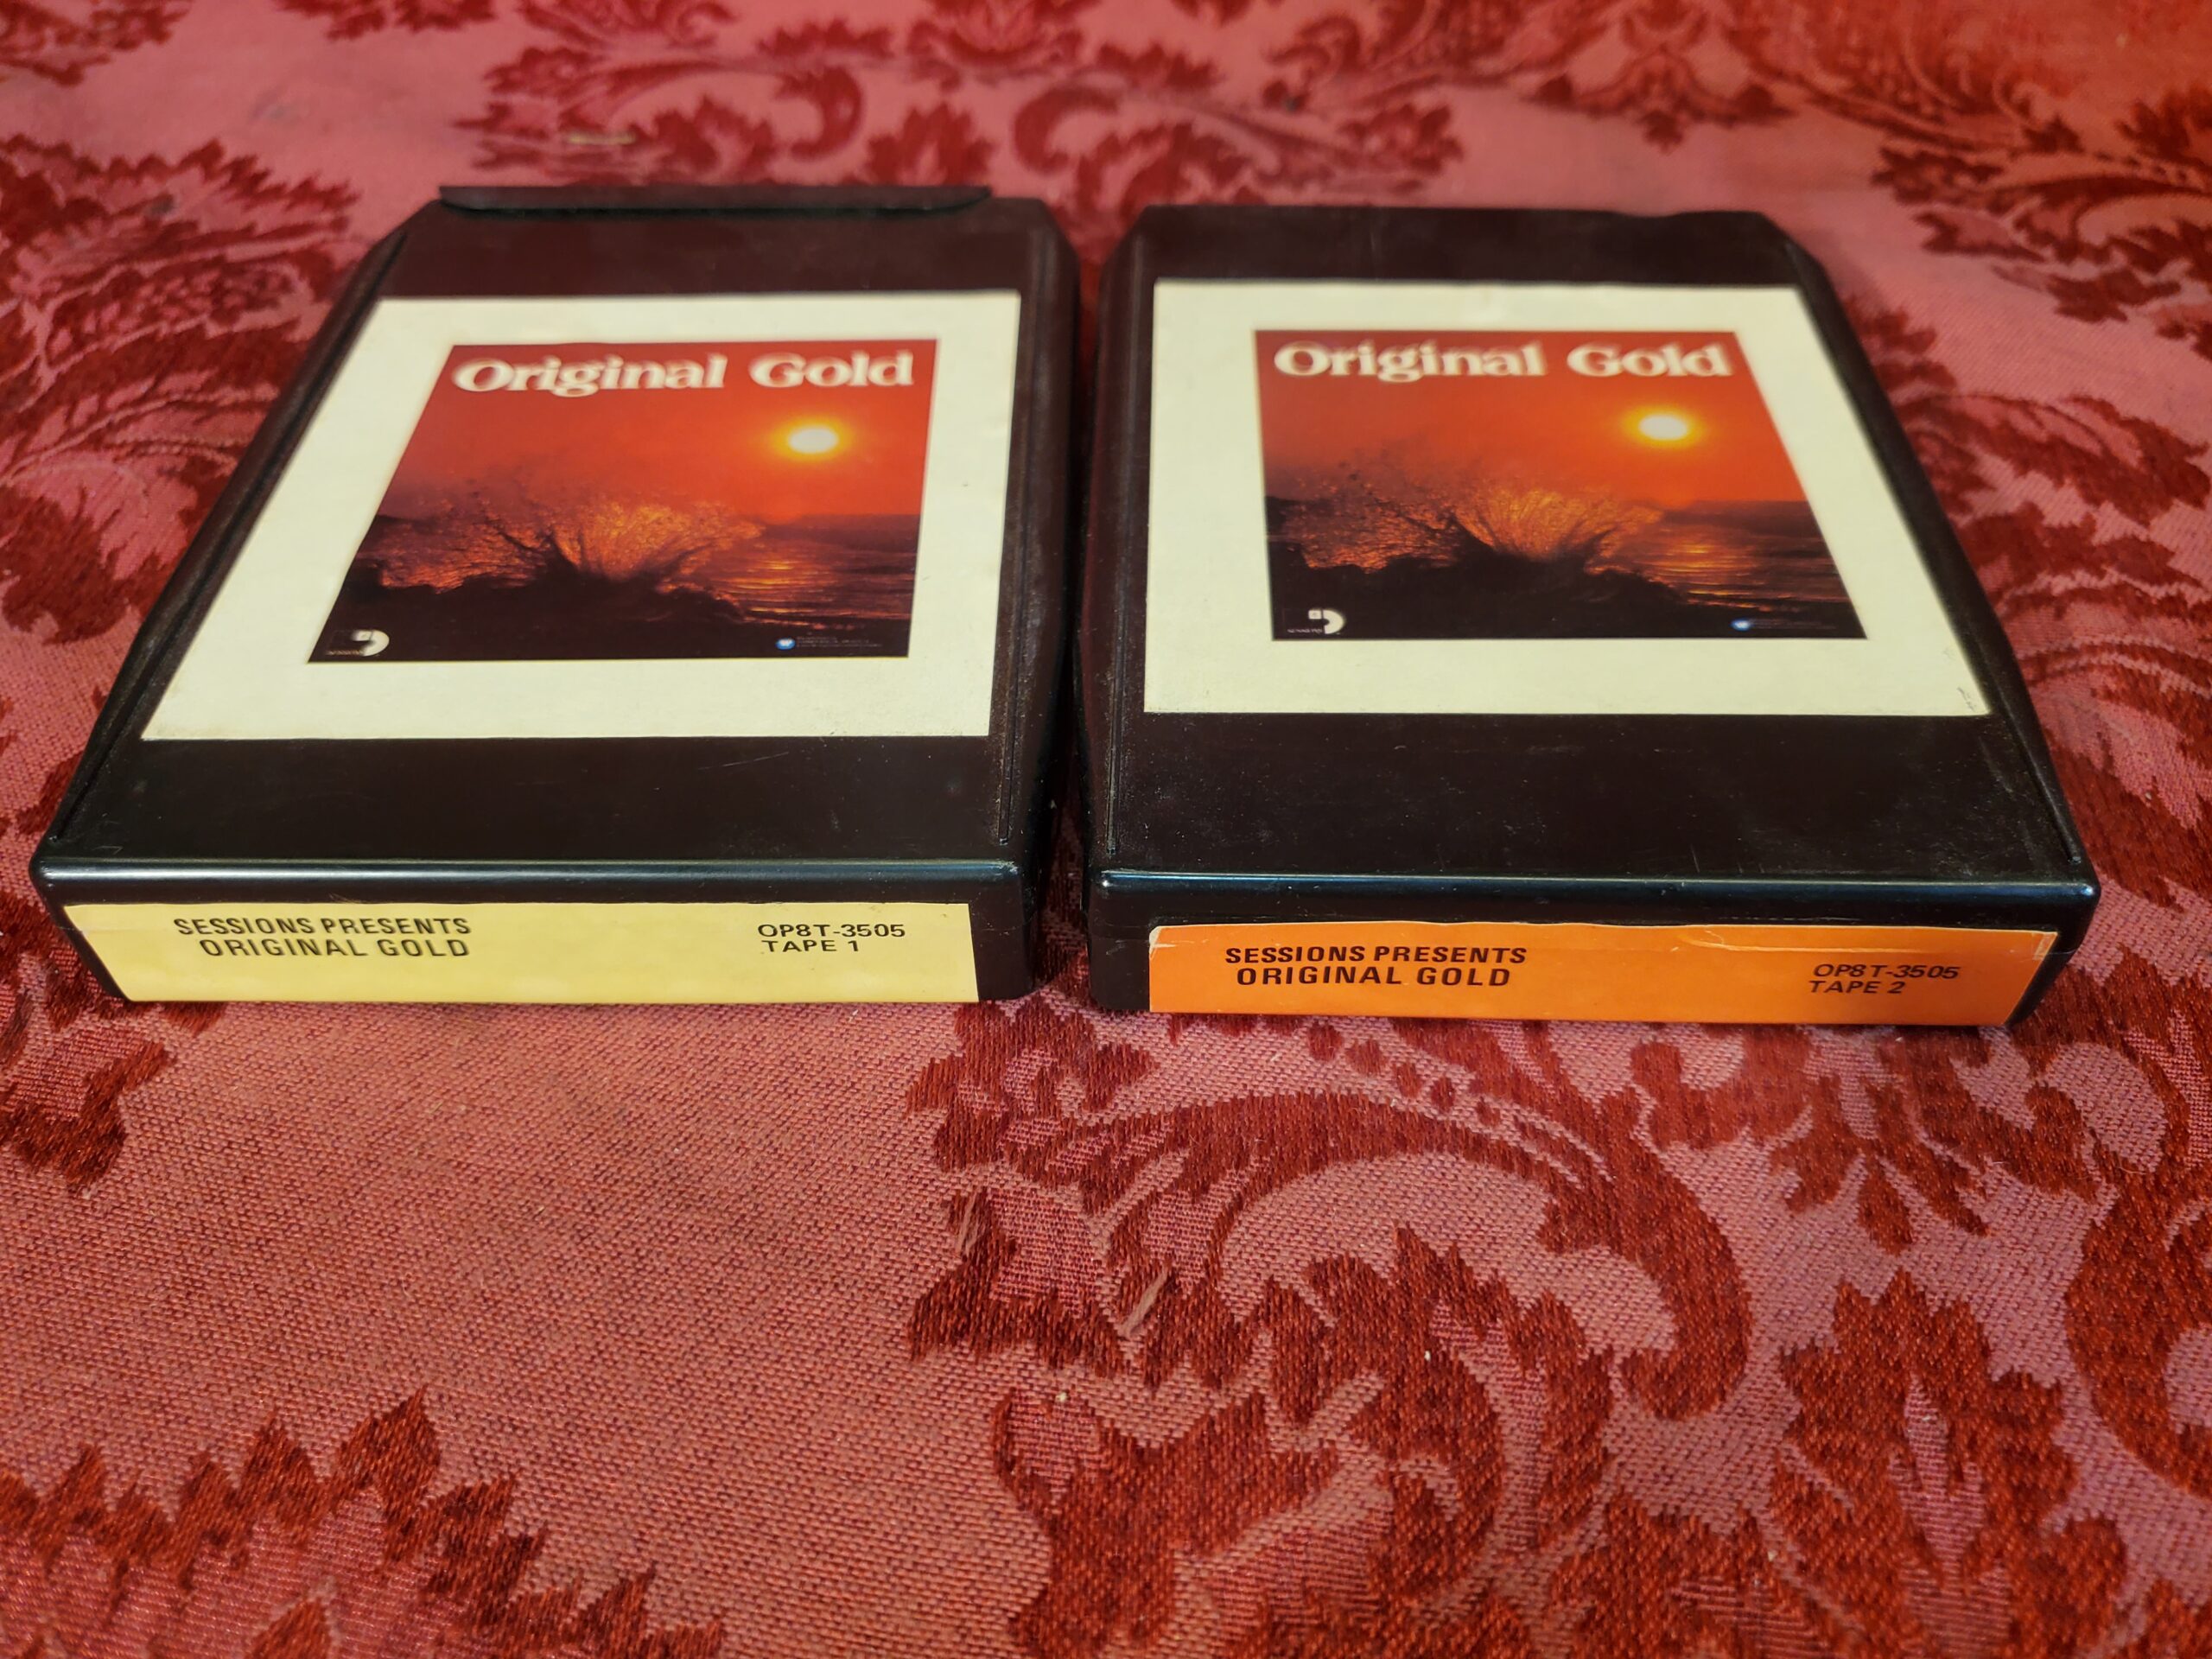 Original Gold
SESSIONS PRESENTS
ORIGINAL GOLD
OP8T-3505
TAPE 1
Original Gold
SESSIONS PRESENTS
ORIGINAL GOLD
OP8T-3505
TAPE 2